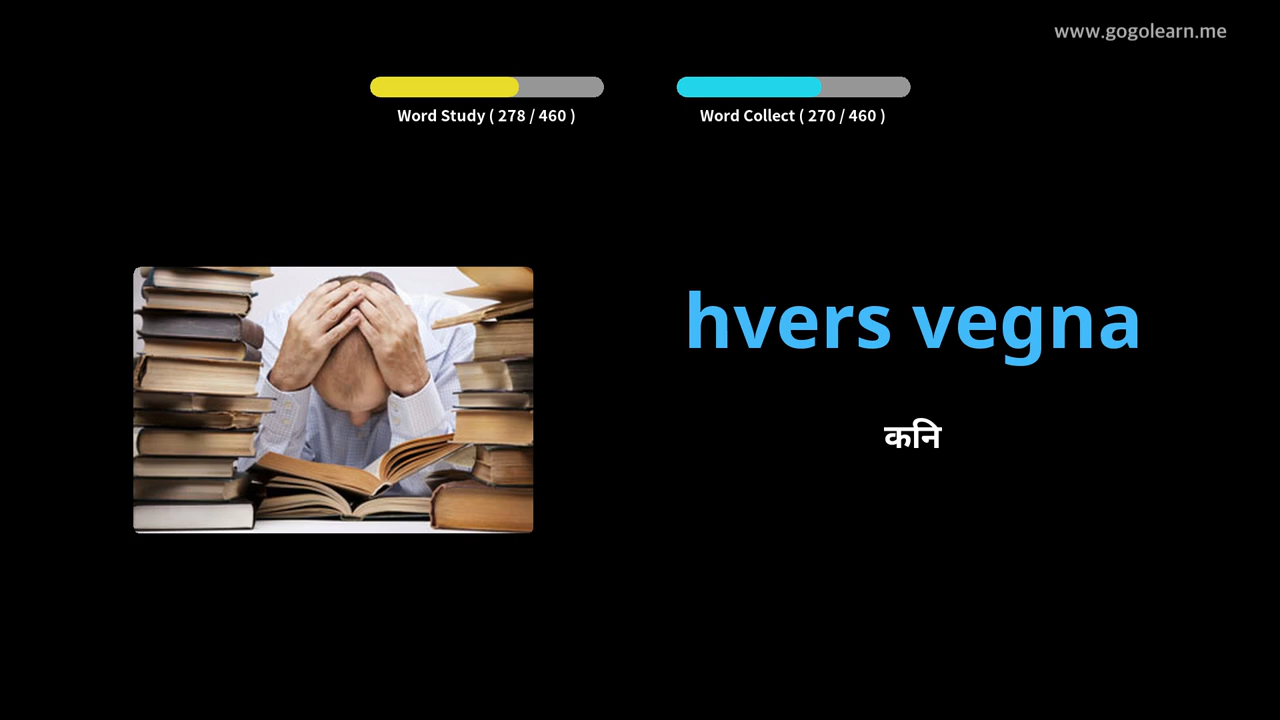 www.gogolearn.me
Word Study ( 278 / 460 )
Word Collect ( 270 / 460 )
hvers vegna
कनि